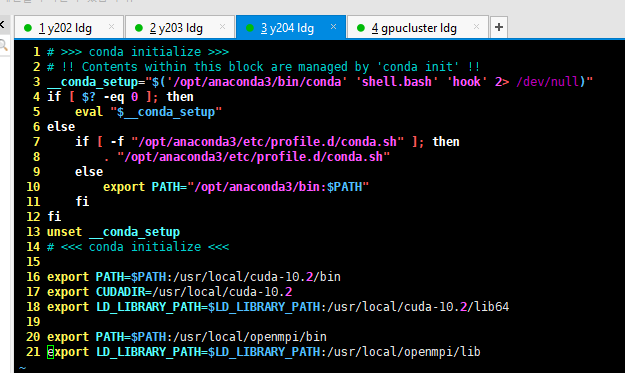 1 y202 ldg × 2 y203 ldg × 3 y204 ldg × 4 gpucluster ldg × +
1 # >>> conda initialize >>>
2 # !! Contents within this block are managed by 'conda init' !!
3 __conda_setup="$('/opt/anaconda3/bin/conda' 'shell.bash' 'hook' 2> /dev/null)"
4 if [ $? -eq 0 ]; then
5     eval "$__conda_setup"
6 else
7     if [ -f "/opt/anaconda3/etc/profile.d/conda.sh" ]; then
8         . "/opt/anaconda3/etc/profile.d/conda.sh"
9     else
10         export PATH="/opt/anaconda3/bin:$PATH"
11     fi
12 fi
13 unset __conda_setup
14 # <<< conda initialize <<<
15
16 export PATH=$PATH:/usr/local/cuda-10.2/bin
17 export CUDADIR=/usr/local/cuda-10.2
18 export LD_LIBRARY_PATH=$LD_LIBRARY_PATH:/usr/local/cuda-10.2/lib64
19
20 export PATH=$PATH:/usr/local/openmpi/bin
21 export LD_LIBRARY_PATH=$LD_LIBRARY_PATH:/usr/local/openmpi/lib
~